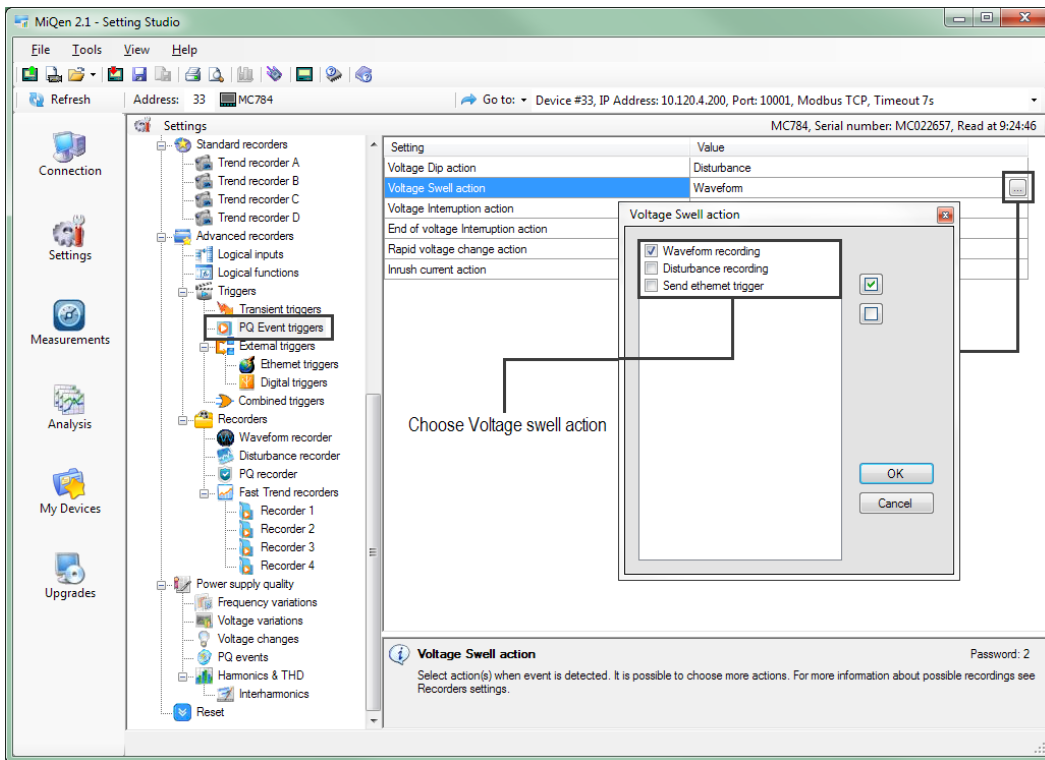 MiQen 2.1 - Setting Studio
File Tools View Help
Refresh Address: 33 MC784 Go to: Device #33, IP Address: 10.120.4.200, Port: 10001, Modbus TCP, Timeout 7s
Settings MC784, Serial number: MC022657, Read at 9:24:46
Connection
Settings
Measurements
Analysis
My Devices
Upgrades
Standard recorders
Trend recorder A
Trend recorder B
Trend recorder C
Trend recorder D
Advanced recorders
Logical inputs
Logical functions
Triggers
Transient triggers
PQ Event triggers
External triggers
Ethernet triggers
Digital triggers
Combined triggers
Recorders
Waveform recorder
Disturbance recorder
PQ recorder
Fast Trend recorders
Recorder 1
Recorder 2
Recorder 3
Recorder 4
Power supply quality
Frequency variations
Voltage variations
Voltage changes
PQ events
Harmonics & THD
Interharmonics
Reset
Setting Value
Voltage Dip action Disturbance
Voltage Swell action Waveform ...
Voltage Interruption action
End of voltage Interruption action
Rapid voltage change action
Inrush current action
Voltage Swell action
Waveform recording
Disturbance recording
Send ethernet trigger
OK
Cancel
Choose Voltage swell action
Voltage Swell action Password: 2
Select action(s) when event is detected. It is possible to choose more actions. For more information about possible recordings see
Recorders settings.